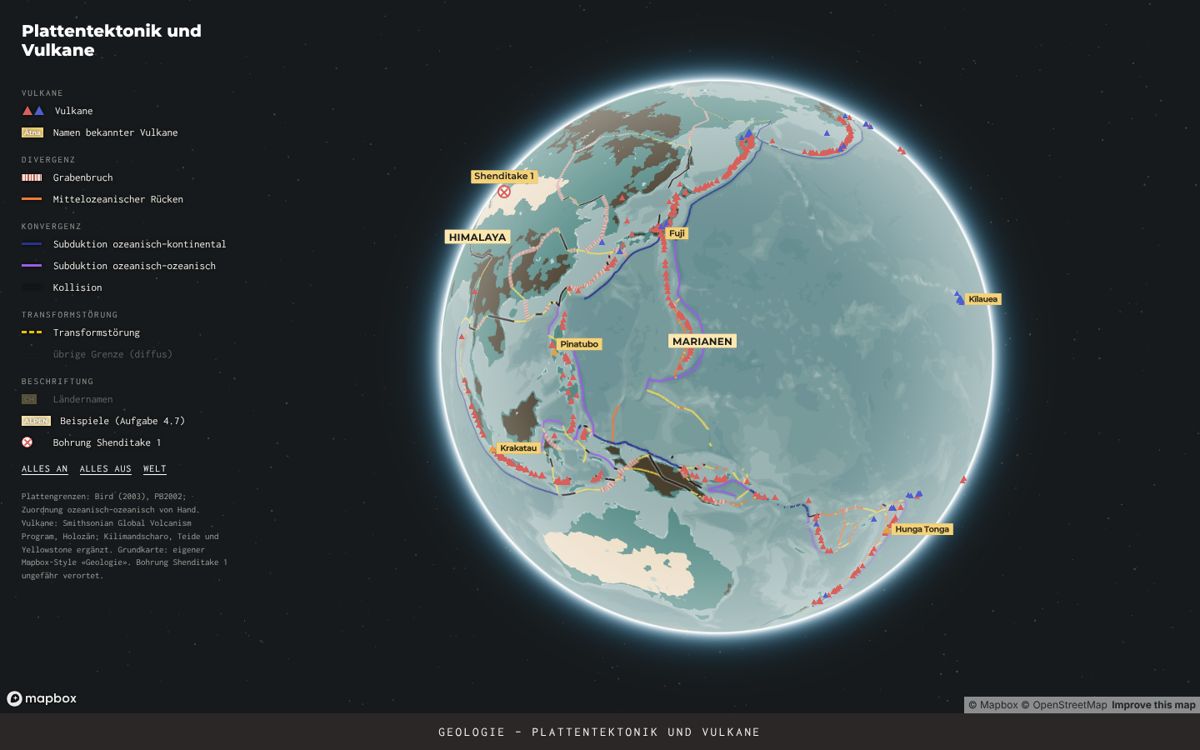 Plattentektonik und
Vulkane
VULKANE
Vulkane
Ätna
Namen bekannter Vulkane
DIVERGENZ
Grabenbruch
Mittelozeanischer Rücken
KONVERGENZ
Subduktion ozeanisch-kontinental
Subduktion ozeanisch-ozeanisch
Kollision
TRANSFORMSTÖRUNG
Transformstörung
übrige Grenze (diffus)
BESCHRIFTUNG
CH
Ländernamen
ALPEN
Beispiele (Aufgabe 4.7)
Bohrung Shenditake 1
ALLES AN ALLES AUS WELT
Plattengrenzen: Bird (2003), PB2002;
Zuordnung ozeanisch-ozeanisch von Hand.
Vulkane: Smithsonian Global Volcanism
Program, Holozän; Kilimandscharo, Teide und
Yellowstone ergänzt. Grundkarte: eigener
Mapbox-Style «Geologie». Bohrung Shenditake 1
ungefähr verortet.
Shenditake 1
HIMALAYA
Fuji
Kilauea
MARIANEN
Pinatubo
Krakatau
Hunga Tonga
mapbox
© Mapbox © OpenStreetMap Improve this map
GEOLOGIE – PLATTENTEKTONIK UND VULKANE